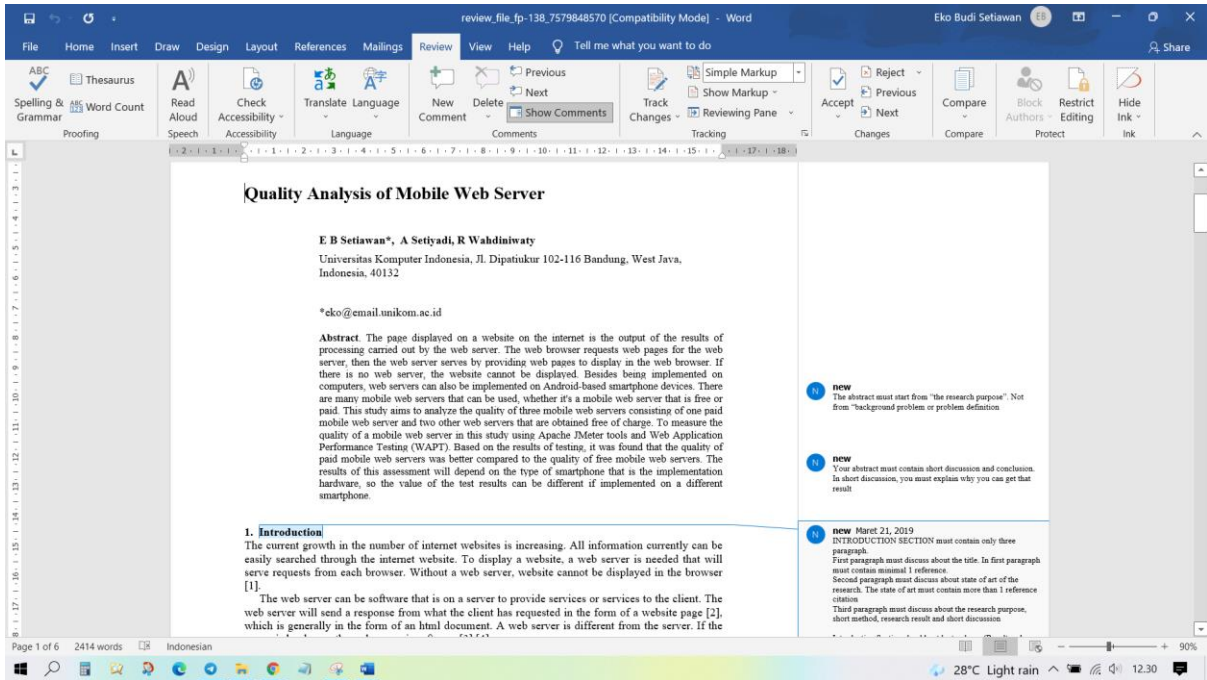 review_file_fp-138_7579848570 [Compatibility Mode] - Word
Eko Budi Setiawan
EB
File Home Insert Draw Design Layout References Mailings Review View Help Tell me what you want to do
Share
ABC
Spelling & Grammar
Thesaurus
ABC 123 Word Count
Proofing
Read Aloud
Speech
Check Accessibility
Accessibility
Translate Language
Language
New Comment
Delete
Previous
Next
Show Comments
Comments
Track Changes
Simple Markup
Show Markup
Reviewing Pane
Tracking
Accept
Reject
Previous
Next
Changes
Compare
Compare
Block Authors
Restrict Editing
Protect
Hide Ink
Ink
Quality Analysis of Mobile Web Server
E B Setiawan*, A Setiyadi, R Wahdiniwaty
Universitas Komputer Indonesia, Jl. Dipatiukur 102-116 Bandung, West Java,
Indonesia, 40132
*eko@email.unikom.ac.id
Abstract. The page displayed on a website on the internet is the output of the results of
processing carried out by the web server. The web browser requests web pages for the web
server, then the web server serves by providing web pages to display in the web browser. If
there is no web server, the website cannot be displayed. Besides being implemented on
computers, web servers can also be implemented on Android-based smartphone devices. There
are many mobile web servers that can be used, whether it's a mobile web server that is free or
paid. This study aims to analyze the quality of three mobile web servers consisting of one paid
mobile web server and two other web servers that are obtained free of charge. To measure the
quality of a mobile web server in this study using Apache JMeter tools and Web Application
Performance Testing (WAPT). Based on the results of testing, it was found that the quality of
paid mobile web servers was better compared to the quality of free mobile web servers. The
results of this assessment will depend on the type of smartphone that is the implementation
hardware, so the value of the test results can be different if implemented on a different
smartphone.
1. Introduction
The current growth in the number of internet websites is increasing. All information currently can be
easily searched through the internet website. To display a website, a web server is needed that will
serve requests from each browser. Without a web server, website cannot be displayed in the browser
[1].
The web server can be software that is on a server to provide services or services to the client. The
web server will send a response from what the client has requested in the form of a website page [2],
which is generally in the form of an html document. A web server is different from the server. If the
N
new
The abstract must start from "the research purpose". Not
from "background problem or problem definition
N
new
Your abstract must contain short discussion and conclusion.
In short discussion, you must explain why you can get that
result
N
new Maret 21, 2019
INTRODUCTION SECTION must contain only three
paragraph.
First paragraph must discuss about the title. In first paragraph
must contain minimal 1 reference.
Second paragraph must discus about state of art of the
research. The state of art must contain more than 1 reference
citation
Third paragraph must discuss about the research purpose,
short method, research result and short discussion
Page 1 of 6 2414 words Indonesian
90%
28°C Light rain
12.30